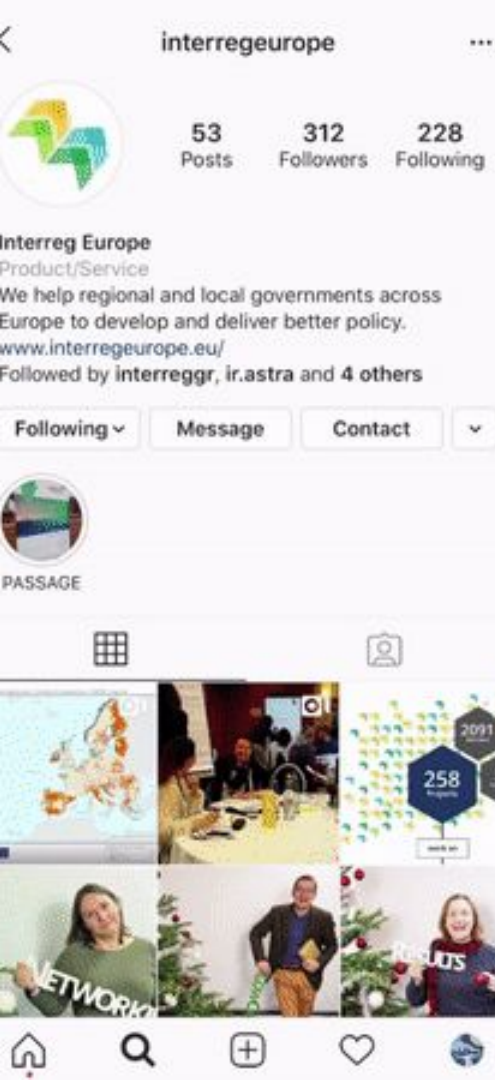 interregeurope
53
Posts
312
Followers
228
Following
Interreg Europe
Product/Service
We help regional and local governments across
Europe to develop and deliver better policy.
www.interregeurope.eu/
Followed by interreggr, ir.astra and 4 others
Following
Message
Contact
PASSAGE
2091
258
Projects
NETWORK